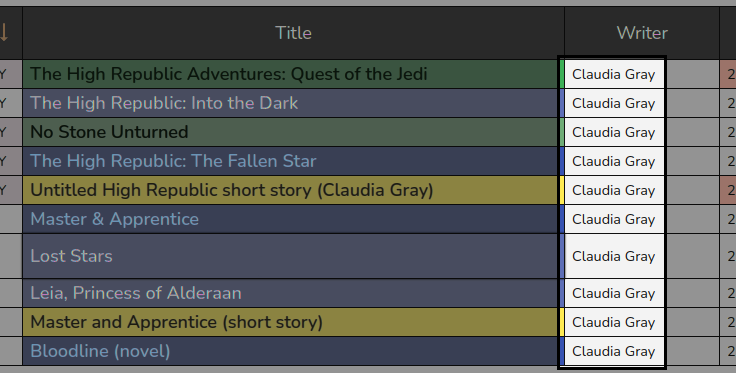 ↓ Title Writer
Y The High Republic Adventures: Quest of the Jedi Claudia Gray 2
Y The High Republic: Into the Dark Claudia Gray 2
Y No Stone Unturned Claudia Gray 2
Y The High Republic: The Fallen Star Claudia Gray 2
Y Untitled High Republic short story (Claudia Gray) Claudia Gray 2
Master & Apprentice Claudia Gray 2
Lost Stars Claudia Gray 2
Leia, Princess of Alderaan Claudia Gray 2
Master and Apprentice (short story) Claudia Gray 2
Bloodline (novel) Claudia Gray 2